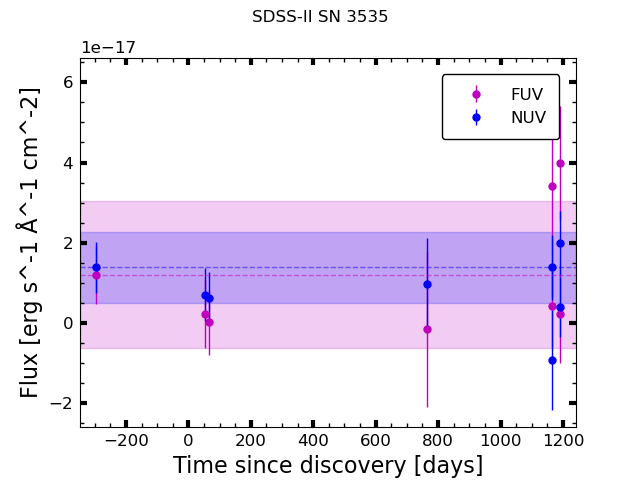 SDSS-II SN 3535
1e−17
FUV
NUV
6
4
2
0
−2
Flux [erg s^-1 Å^-1 cm^-2]
−200 0 200 400 600 800 1000 1200
Time since discovery [days]